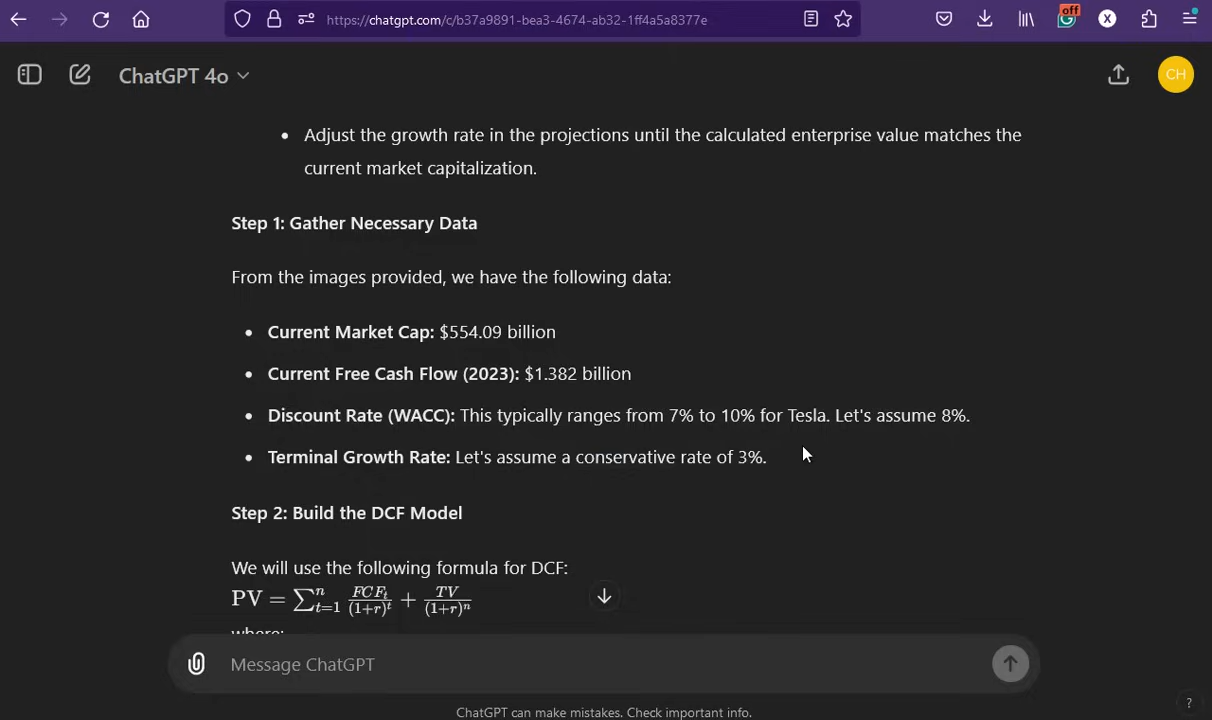 off
https://chatgpt.com/c/b37a9891-bea3-4674-ab32-1ff4a5a8377e
X
ChatGPT 4o
CH
• Adjust the growth rate in the projections until the calculated enterprise value matches the
current market capitalization.
Step 1: Gather Necessary Data
From the images provided, we have the following data:
• Current Market Cap: $554.09 billion
• Current Free Cash Flow (2023): $1.382 billion
• Discount Rate (WACC): This typically ranges from 7% to 10% for Tesla. Let's assume 8%.
• Terminal Growth Rate: Let's assume a conservative rate of 3%.
Step 2: Build the DCF Model
We will use the following formula for DCF:
PV = ∑ⁿₜ₌₁ FCFₜ/(1+r)ᵗ + TV/(1+r)ⁿ
where:
Message ChatGPT
ChatGPT can make mistakes. Check important info.
?